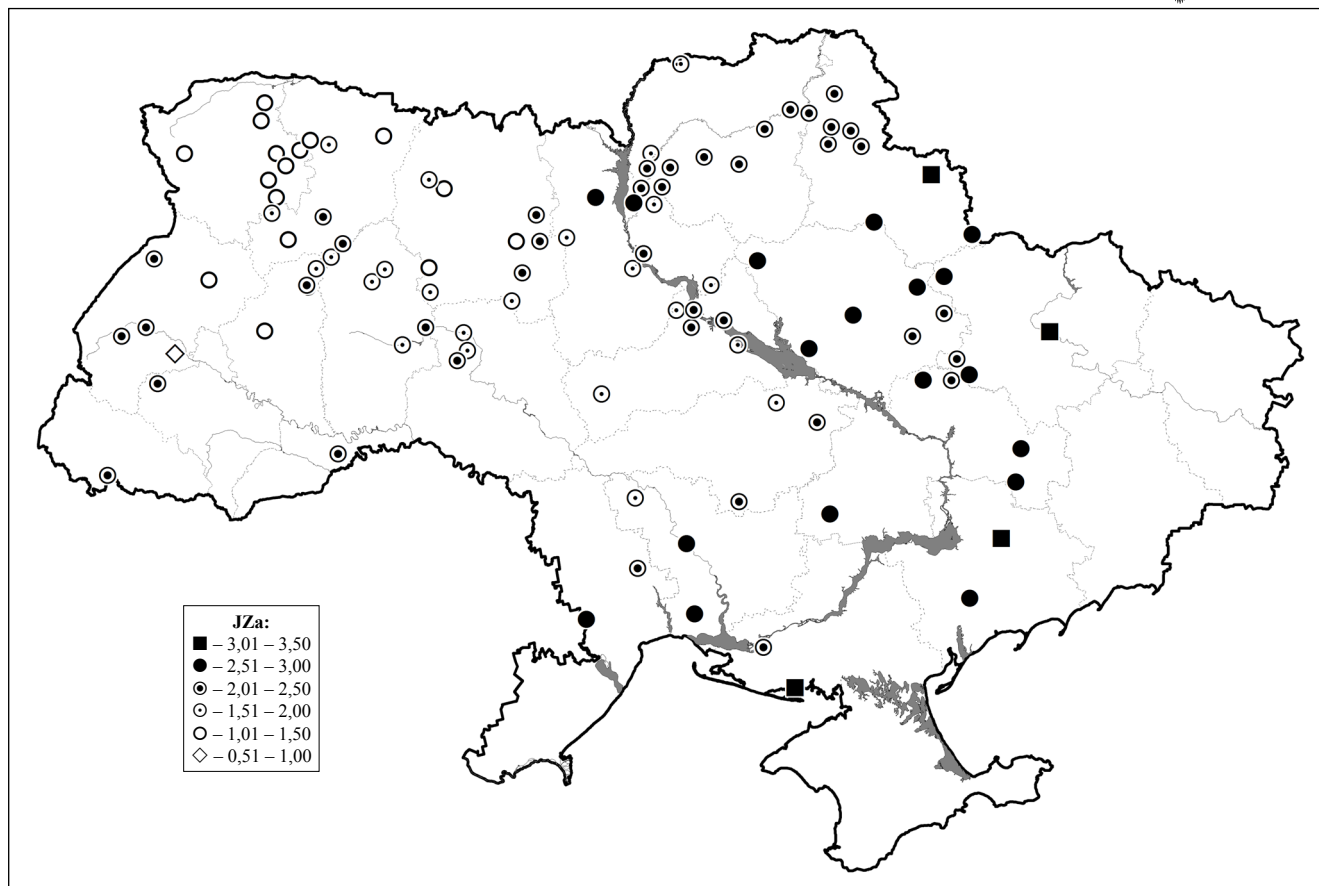 JZa:
– 3,01 – 3,50
– 2,51 – 3,00
– 2,01 – 2,50
– 1,51 – 2,00
– 1,01 – 1,50
– 0,51 – 1,00